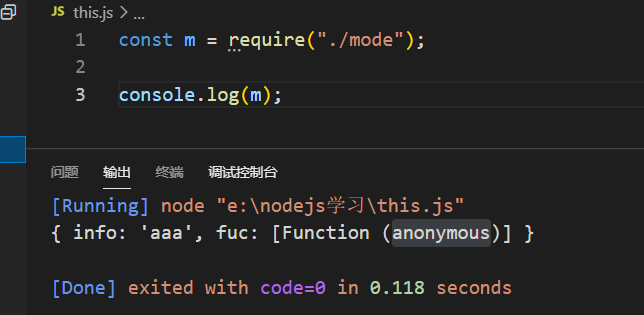 JS this.js > ...
1 const m = require("./mode");
2
3 console.log(m);
问题 输出 终端 调试控制台
[Running] node "e:\nodejs学习\this.js"
{ info: 'aaa', fuc: [Function (anonymous)] }
[Done] exited with code=0 in 0.118 seconds